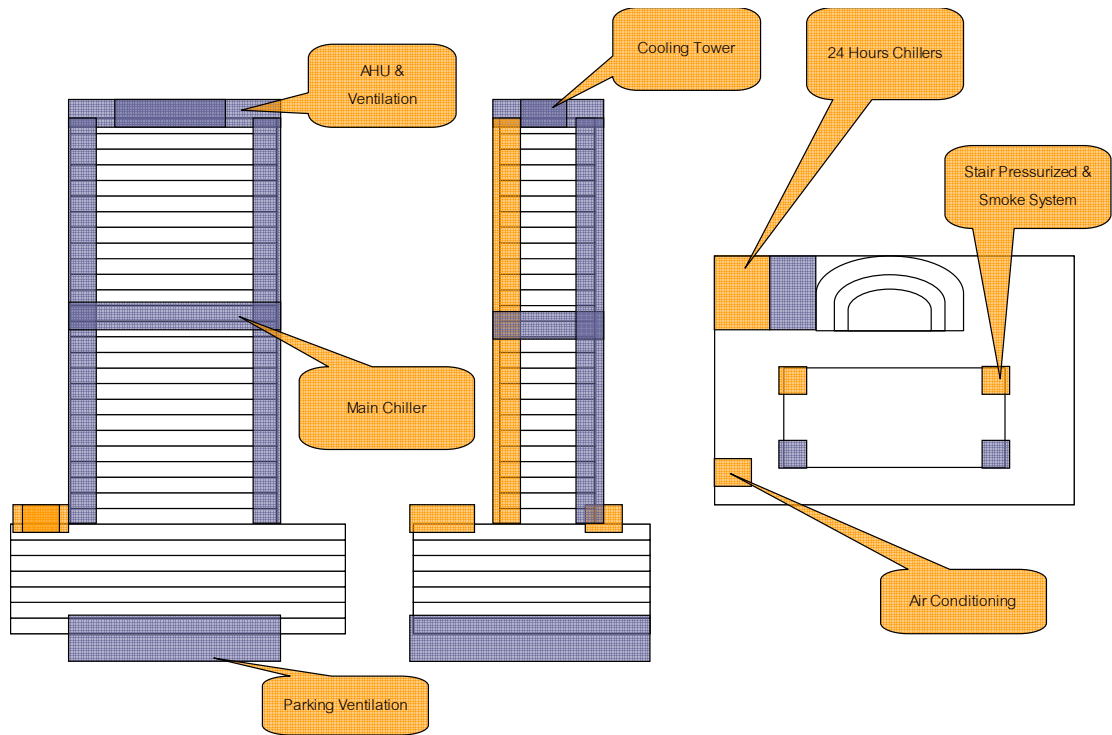 AHU &
Ventilation
Cooling Tower
24 Hours Chillers
Stair Pressurized &
Smoke System
Main Chiller
Air Conditioning
Parking Ventilation